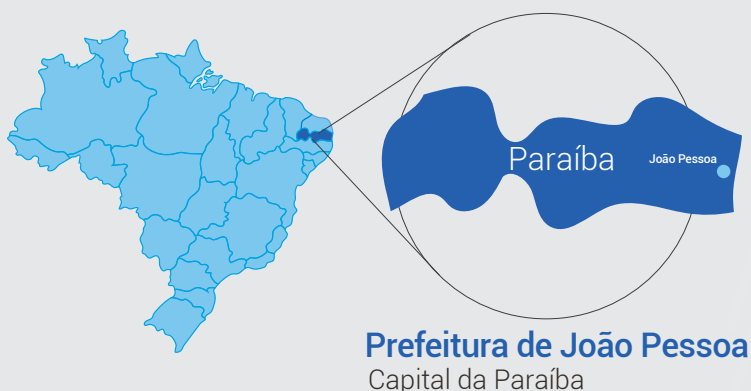 Paraíba
João Pessoa
Prefeitura de João Pessoa
Capital da Paraíba